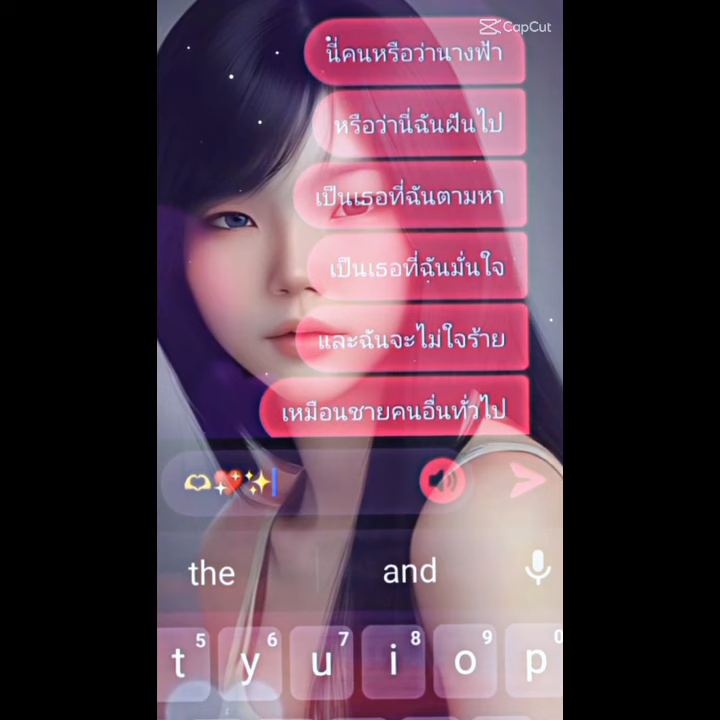 CapCut
นี่คนหรือว่านางฟ้า
หรือว่านี่ฉันฝันไป
เป็นเธอที่ฉันตามหา
เป็นเธอที่ฉันมั่นใจ
และฉันจะไม่ใจร้าย
เหมือนชายคนอื่นทั่วไป
🫶💖✨
the and
5 6 7 8 9 0
t y u i o p